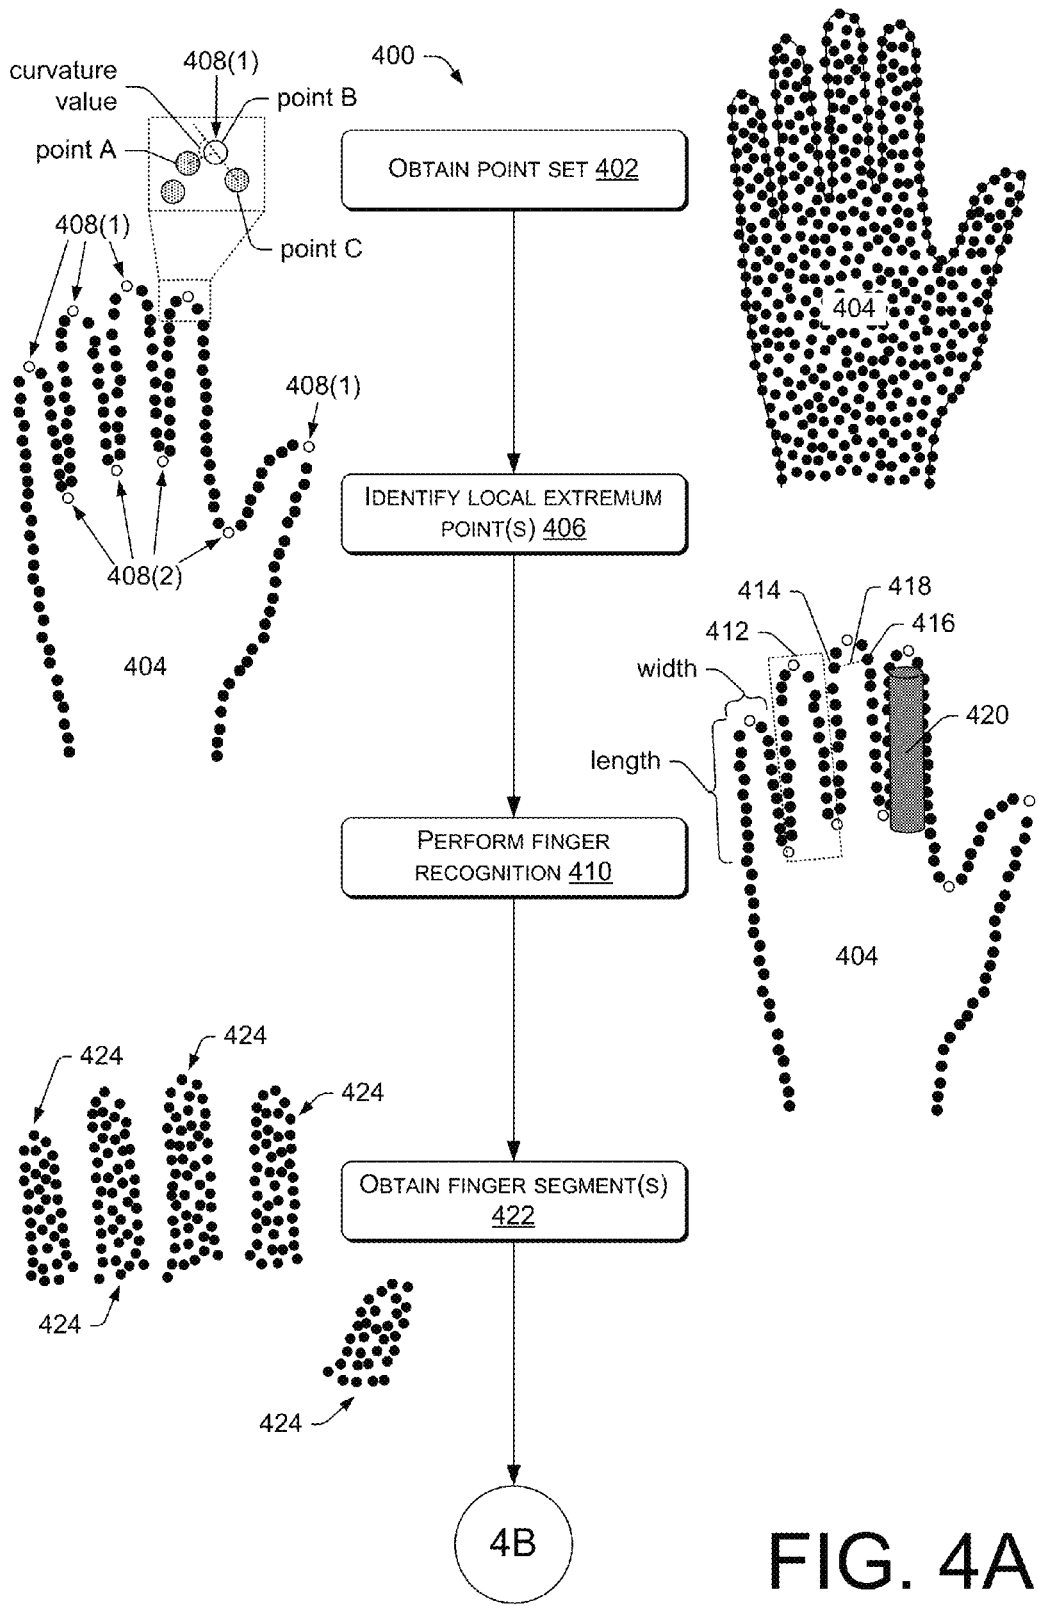 408(1)
400
curvature
value
point B
point A
OBTAIN POINT SET 402
408(1)
point C
404
408(1)
IDENTIFY LOCAL EXTREMUM
POINT(S) 406
408(2)
414
418
412
416
404
width
420
length
PERFORM FINGER
RECOGNITION 410
404
424
424
424
OBTAIN FINGER SEGMENT(S)
422
424
424
4B
FIG. 4A